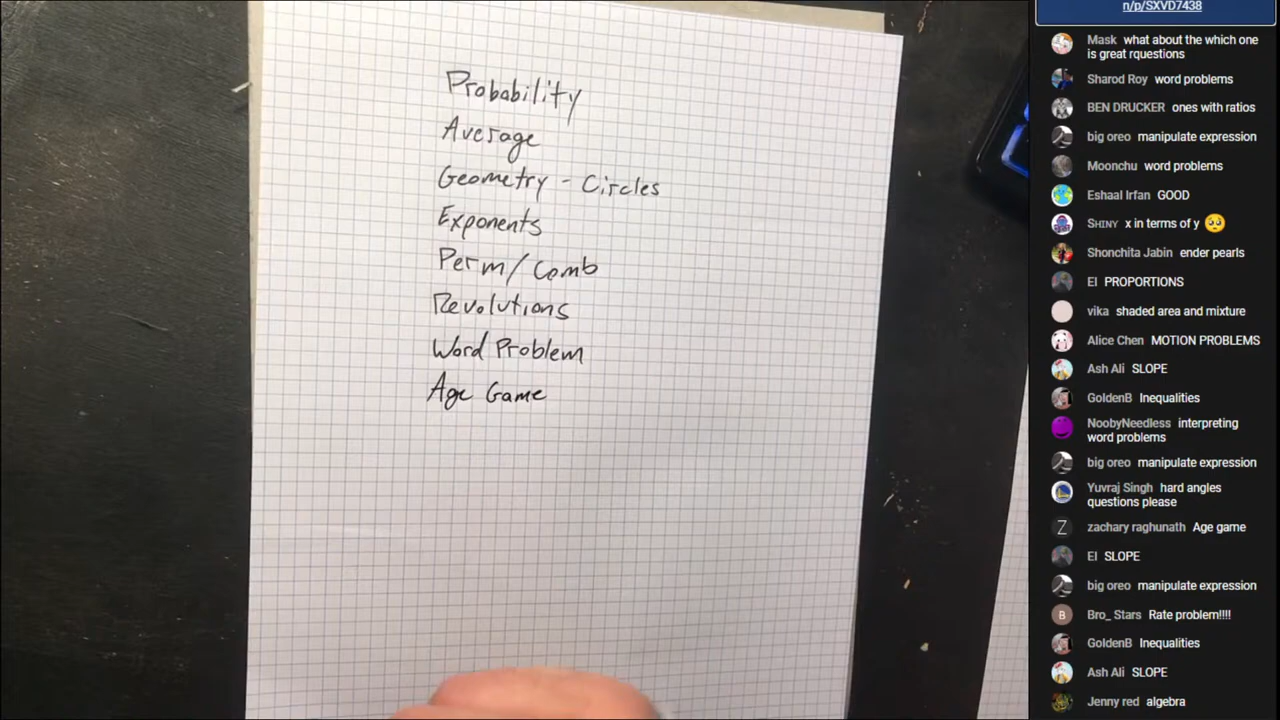 Probability
Average
Geometry - Circles
Exponents
Perm/Comb
Revolutions
Word Problem
Age Game
n/p/SXVD7438
Mask what about the which one
is great rquestions
Sharod Roy word problems
BEN DRUCKER ones with ratios
big oreo manipulate expression
Moonchu word problems
Eshaal Irfan GOOD
SHINY x in terms of y 🥺
Shonchita Jabin ender pearls
EI PROPORTIONS
vika shaded area and mixture
Alice Chen MOTION PROBLEMS
Ash Ali SLOPE
GoldenB Inequalities
NoobyNeedless interpreting
word problems
big oreo manipulate expression
Yuvraj Singh hard angles
questions please
Z zachary raghunath Age game
EI SLOPE
big oreo manipulate expression
B Bro_ Stars Rate problem!!!!
GoldenB Inequalities
Ash Ali SLOPE
Jenny red algebra